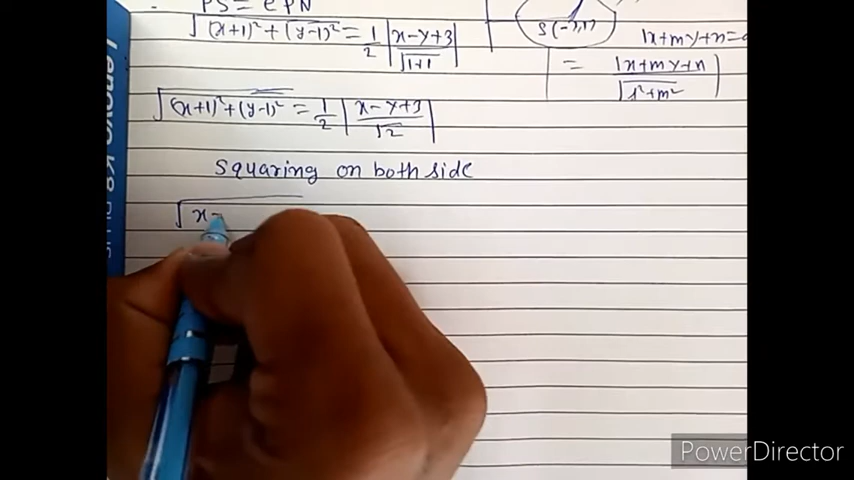 PS = ePN
√(x+1)²+(y-1)² = 1/2 |x-y+3/√1+1|
S(-1,1)
lx+my+n=0
= |lx+my+n/√l²+m²|
√(x+1)²+(y-1)² = 1/2 |x-y+3/√2|
Squaring on both side
√x
Lenovo K8 PLUS
PowerDirector